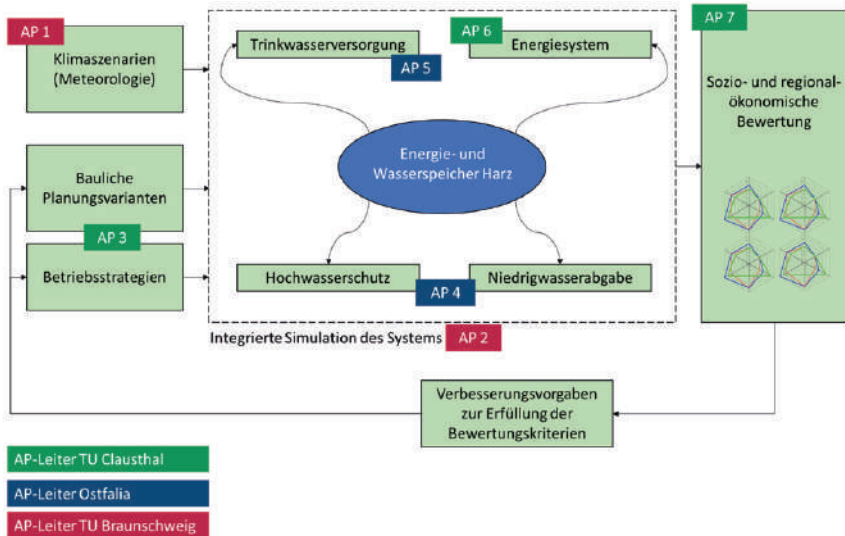 AP 1
Klimaszenarien
(Meteorologie)
Bauliche
Planungsvarianten
AP 3
Betriebsstrategien
Trinkwasserversorgung
AP 5
AP 6
Energiesystem
Energie- und
Wasserspeicher Harz
Hochwasserschutz
AP 4
Niedrigwasserabgabe
Integrierte Simulation des Systems
AP 2
AP 7
Sozio- und regional-
ökonomische
Bewertung
Verbesserungsvorgaben
zur Erfüllung der
Bewertungskriterien
AP-Leiter TU Clausthal
AP-Leiter Ostfalia
AP-Leiter TU Braunschweig